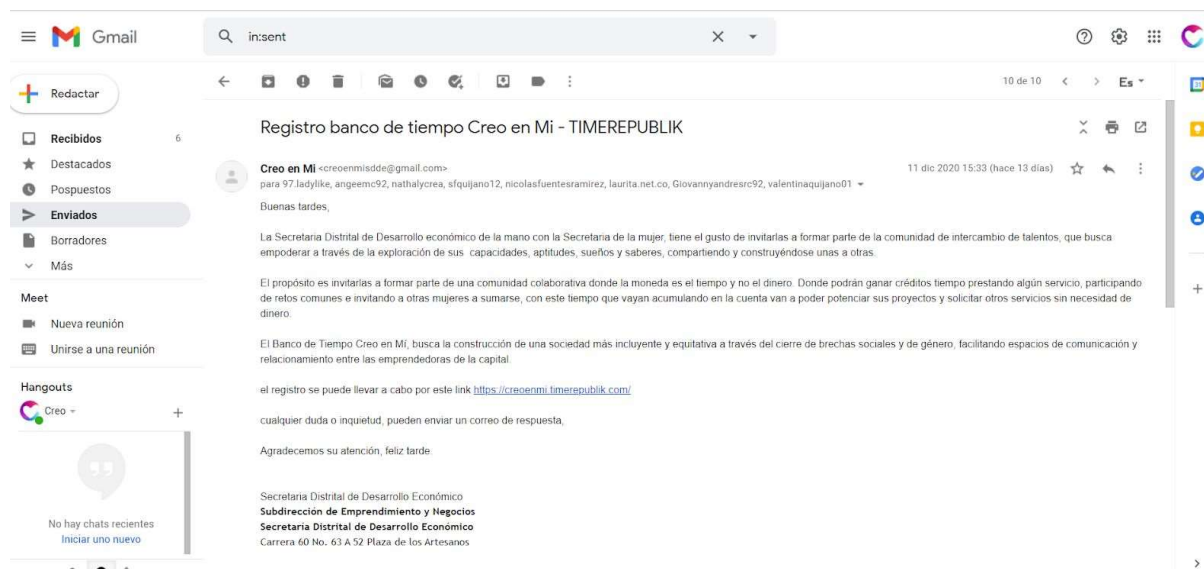 Gmail
in:sent
Redactar
10 de 10
Es
Recibidos 6
Destacados
Pospuestos
Enviados
Borradores
Más
Meet
Nueva reunión
Unirse a una reunión
Hangouts
Creo
No hay chats recientes
Iniciar uno nuevo
Registro banco de tiempo Creo en Mi - TIMEREPUBLIK
Creo en Mi <creoenmisdde@gmail.com>
11 dic 2020 15:33 (hace 13 días)
para 97.ladylike, angeemc92, nathalycrea, sfquijano12, nicolasfuentesramirez, laurita.net.co, Giovannyandresrc92, valentinaquijano01
Buenas tardes,
La Secretaria Distrital de Desarrollo económico de la mano con la Secretaria de la mujer, tiene el gusto de invitarlas a formar parte de la comunidad de intercambio de talentos, que busca
empoderar a través de la exploración de sus capacidades, aptitudes, sueños y saberes, compartiendo y construyéndose unas a otras.
El propósito es invitarlas a formar parte de una comunidad colaborativa donde la moneda es el tiempo y no el dinero. Donde podrán ganar créditos tiempo prestando algún servicio, participando
de retos comunes e invitando a otras mujeres a sumarse, con este tiempo que vayan acumulando en la cuenta van a poder potenciar sus proyectos y solicitar otros servicios sin necesidad de
dinero.
El Banco de Tiempo Creo en Mí, busca la construcción de una sociedad más incluyente y equitativa a través del cierre de brechas sociales y de género, facilitando espacios de comunicación y
relacionamiento entre las emprendedoras de la capital.
el registro se puede llevar a cabo por este link https://creoenmi.timerepublik.com/
cualquier duda o inquietud, pueden enviar un correo de respuesta,
Agradecemos su atención, feliz tarde.
Secretaria Distrital de Desarrollo Económico
Subdirección de Emprendimiento y Negocios
Secretaría Distrital de Desarrollo Económico
Carrera 60 No. 63 A 52 Plaza de los Artesanos